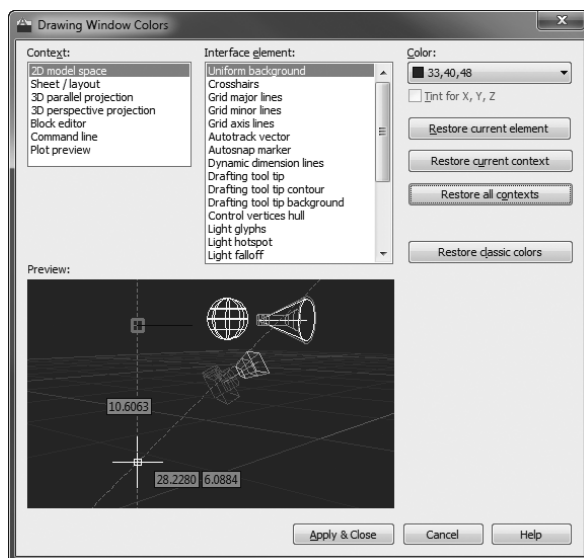 Drawing Window Colors
Context:
2D model space
Sheet / layout
3D parallel projection
3D perspective projection
Block editor
Command line
Plot preview
Interface element:
Uniform background
Crosshairs
Grid major lines
Grid minor lines
Grid axis lines
Autotrack vector
Autosnap marker
Dynamic dimension lines
Drafting tool tip
Drafting tool tip contour
Drafting tool tip background
Control vertices hull
Light glyphs
Light hotspot
Light falloff
Color:
33,40,48
Tint for X, Y, Z
Restore current element
Restore current context
Restore all contexts
Restore classic colors
Preview:
10.6063
28.2280 6.0884
Apply & Close
Cancel
Help